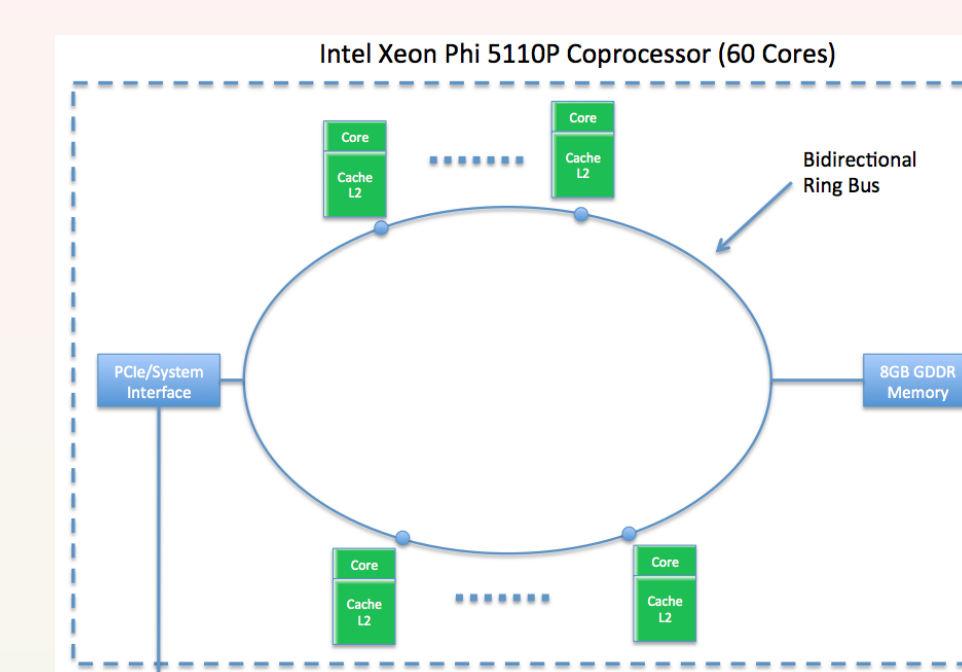 Intel Xeon Phi 5110P Coprocessor (60 Cores)
Core
Cache
L2
Core
Cache
L2
Bidirectional
Ring Bus
PCIe/System
Interface
8GB GDDR
Memory
Core
Cache
L2
Core
Cache
L2